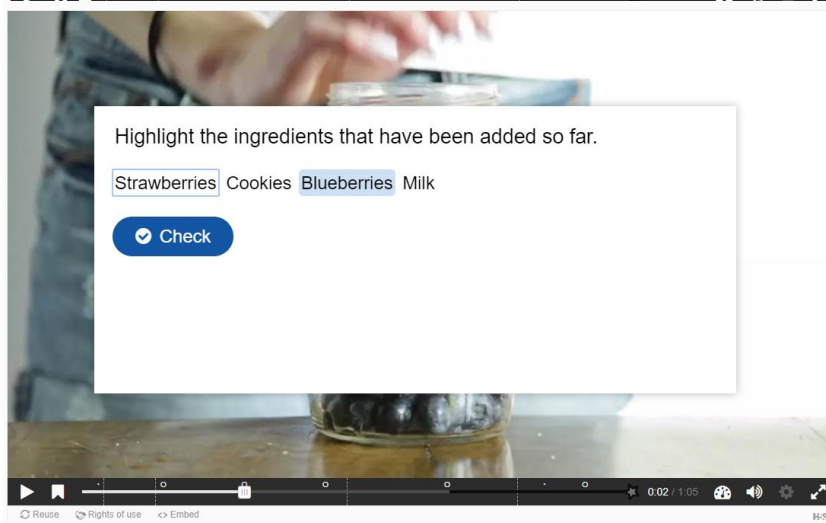 Highlight the ingredients that have been added so far.
Strawberries Cookies Blueberries Milk
Check
0:02 / 1:05
Reuse Rights of use <> Embed